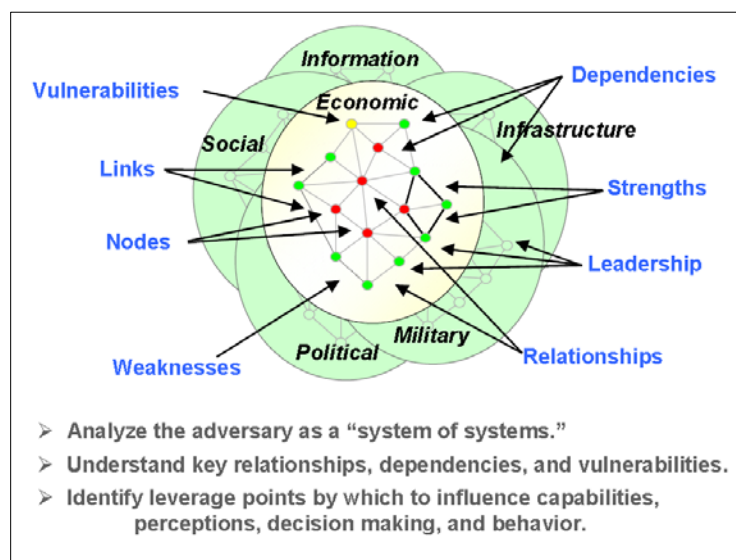 Information
Vulnerabilities
Dependencies
Economic
Social
Infrastructure
Links
Strengths
Nodes
Leadership
Military
Political
Weaknesses
Relationships
➢ Analyze the adversary as a “system of systems.”
➢ Understand key relationships, dependencies, and vulnerabilities.
➢ Identify leverage points by which to influence capabilities,
perceptions, decision making, and behavior.